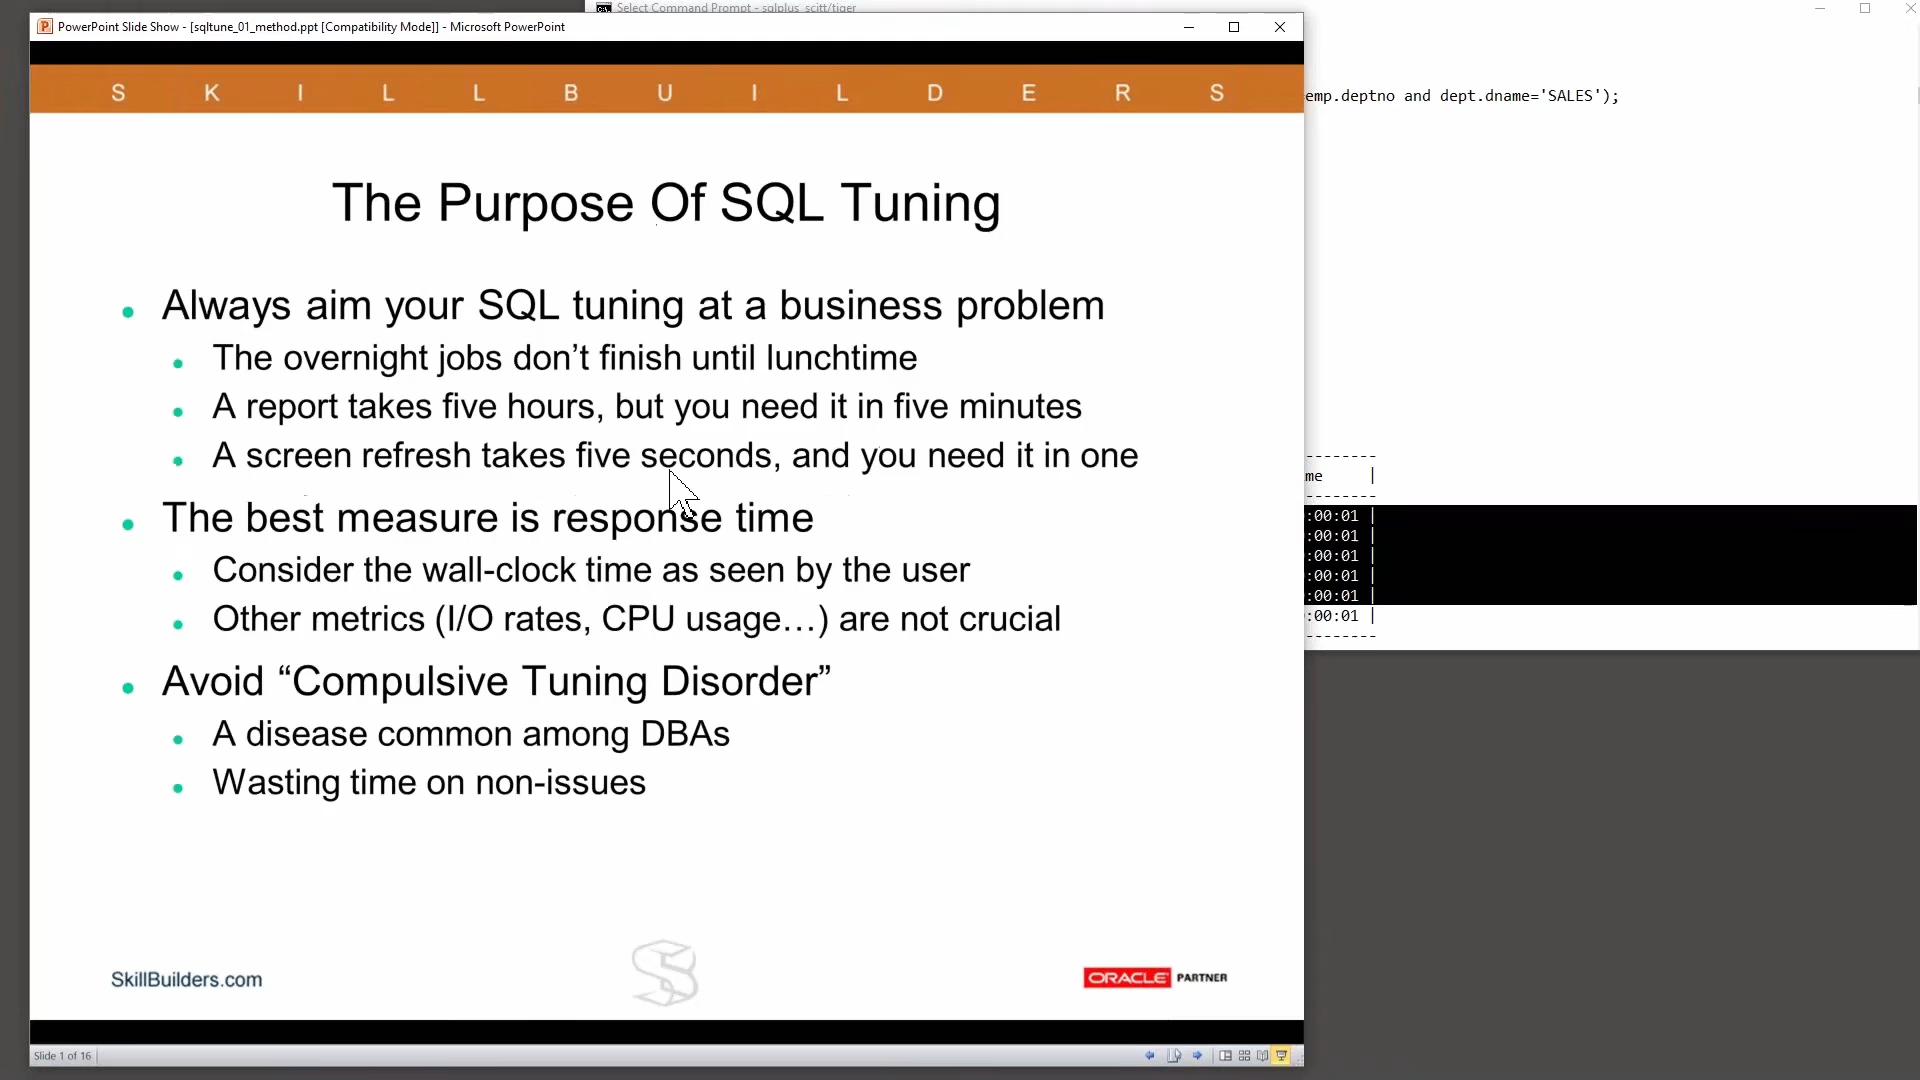 Select Command Prompt - sqlplus scitt/tiger
PowerPoint Slide Show - [sqltune_01_method.ppt [Compatibility Mode]] - Microsoft PowerPoint
S K I L L B U I L D E R S
emp.deptno and dept.dname='SALES');
The Purpose Of SQL Tuning
Always aim your SQL tuning at a business problem
The overnight jobs don’t finish until lunchtime
A report takes five hours, but you need it in five minutes
A screen refresh takes five seconds, and you need it in one
The best measure is response time
Consider the wall-clock time as seen by the user
Other metrics (I/O rates, CPU usage…) are not crucial
Avoid “Compulsive Tuning Disorder”
A disease common among DBAs
Wasting time on non-issues
--------
me |
--------
:00:01 |
:00:01 |
:00:01 |
:00:01 |
:00:01 |
:00:01 |
--------
SkillBuilders.com
ORACLE PARTNER
Slide 1 of 16